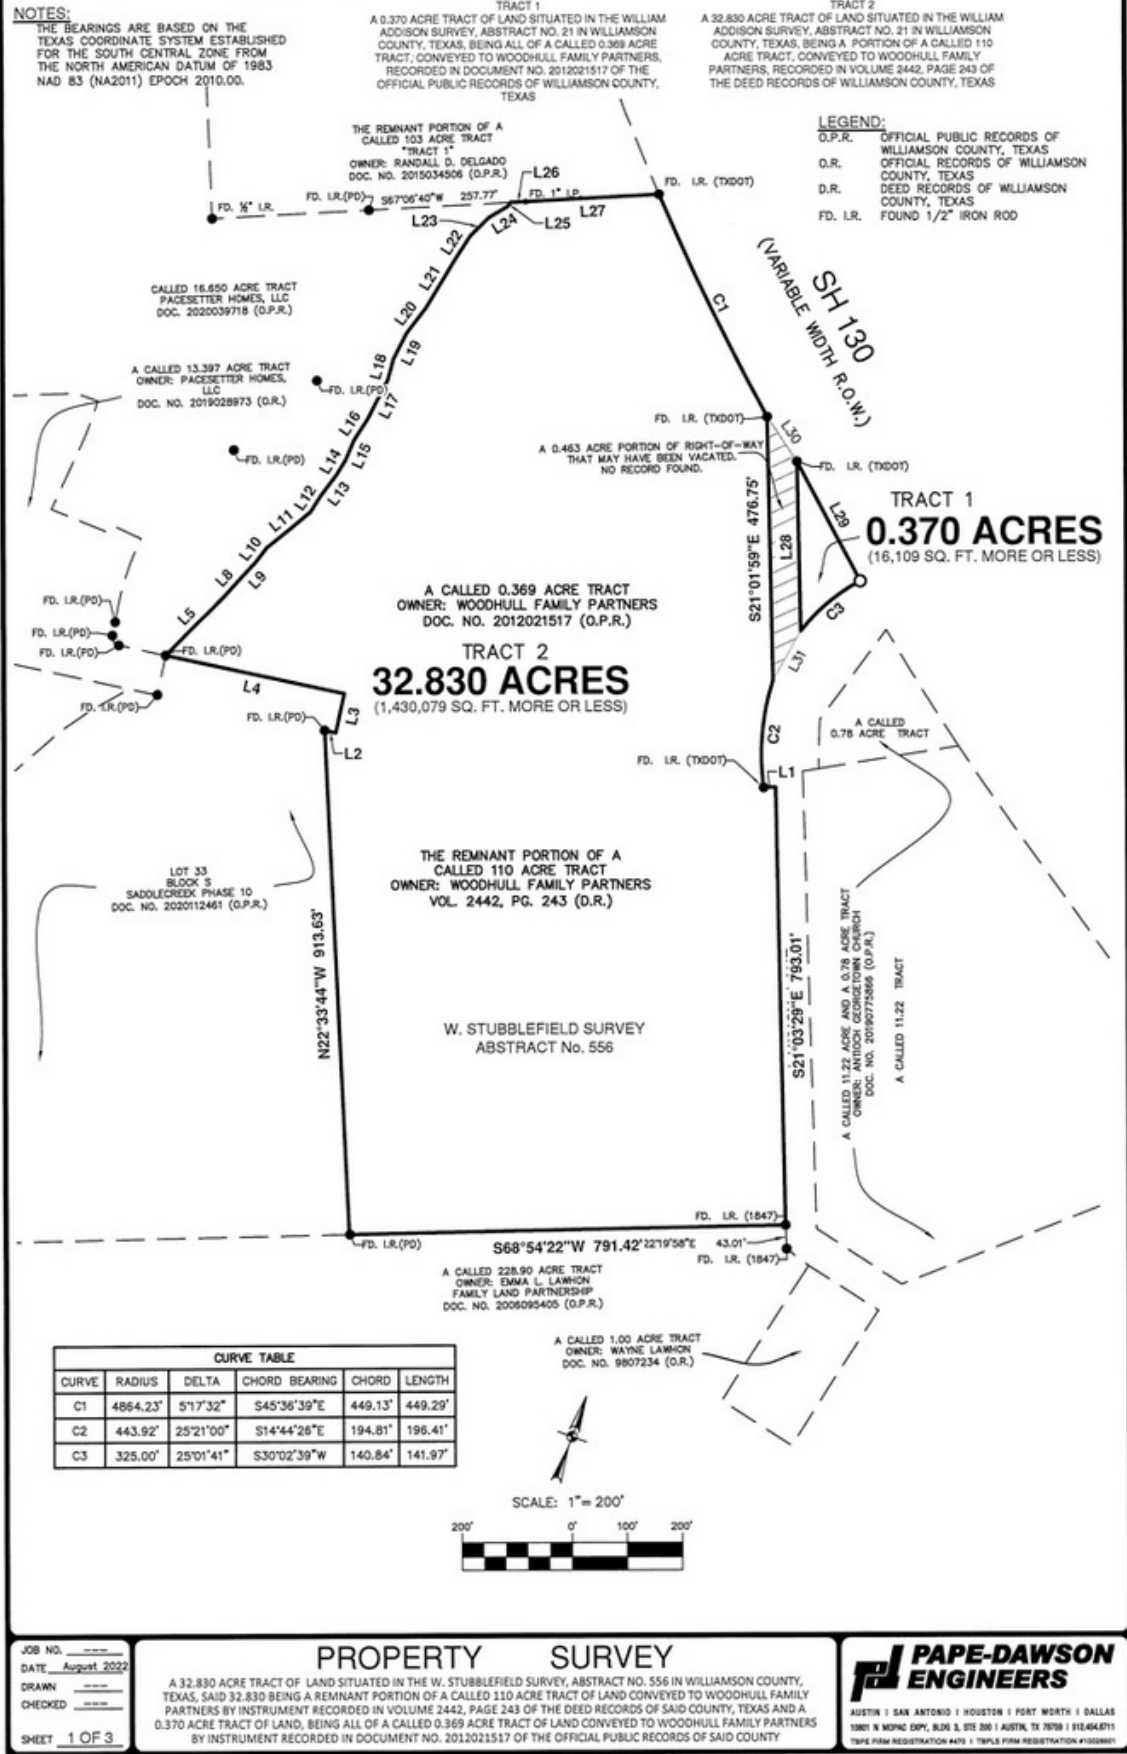 NOTES:
THE BEARINGS ARE BASED ON THE
TEXAS COORDINATE SYSTEM ESTABLISHED
FOR THE SOUTH CENTRAL ZONE FROM
THE NORTH AMERICAN DATUM OF 1983
NAD 83 (NA2011) EPOCH 2010.00.
TRACT 1
A 0.370 ACRE TRACT OF LAND SITUATED IN THE WILLIAM
ADDISON SURVEY, ABSTRACT NO. 21 IN WILLIAMSON
COUNTY, TEXAS, BEING ALL OF A CALLED 0.369 ACRE
TRACT, CONVEYED TO WOODHULL FAMILY PARTNERS,
RECORDED IN DOCUMENT NO. 2012021517 OF THE
OFFICIAL PUBLIC RECORDS OF WILLIAMSON COUNTY,
TEXAS
TRACT 2
A 32.830 ACRE TRACT OF LAND SITUATED IN THE WILLIAM
ADDISON SURVEY, ABSTRACT NO. 21 IN WILLIAMSON
COUNTY, TEXAS, BEING A PORTION OF A CALLED 110
ACRE TRACT, CONVEYED TO WOODHULL FAMILY
PARTNERS, RECORDED IN VOLUME 2442, PAGE 243 OF
THE DEED RECORDS OF WILLIAMSON COUNTY, TEXAS
LEGEND:
O.P.R. OFFICIAL PUBLIC RECORDS OF
WILLIAMSON COUNTY, TEXAS
O.R. OFFICIAL RECORDS OF WILLIAMSON
COUNTY, TEXAS
D.R. DEED RECORDS OF WILLIAMSON
COUNTY, TEXAS
FD. I.R. FOUND 1/2" IRON ROD
THE REMNANT PORTION OF A
CALLED 103 ACRE TRACT
"TRACT 1"
OWNER: RANDALL D. DELGADO
DOC. NO. 2015034506 (O.P.R.)
L26
FD. I.R. (TXDOT)
FD. I.R.(PD)
S67°06'40"W 257.77'
FD. 1" I.P.
FD. ½" I.R.
L23
L24
L25
L27
L22
L21
L20
L19
L18
L17
L16
L15
L14
L13
L12
L11
L10
L9
L8
L5
C1
SH 130
(VARIABLE WIDTH R.O.W.)
CALLED 16.650 ACRE TRACT
PACESETTER HOMES, LLC
DOC. 2020039718 (O.P.R.)
A CALLED 13.397 ACRE TRACT
OWNER: PACESETTER HOMES,
LLC
DOC. NO. 2019028973 (O.R.)
FD. I.R.(PD)
FD. I.R.(PD)
FD. I.R. (TXDOT)
L30
A 0.463 ACRE PORTION OF RIGHT-OF-WAY
THAT MAY HAVE BEEN VACATED.
NO RECORD FOUND.
FD. I.R. (TXDOT)
S21°01'59"E 476.75'
L28
L29
TRACT 1
0.370 ACRES
(16,109 SQ. FT. MORE OR LESS)
C3
L31
A CALLED 0.369 ACRE TRACT
OWNER: WOODHULL FAMILY PARTNERS
DOC. NO. 2012021517 (O.P.R.)
TRACT 2
32.830 ACRES
(1,430,079 SQ. FT. MORE OR LESS)
FD. I.R.(PD)
FD. I.R.(PD)
FD. I.R.(PD)
FD. I.R.(PD)
FD. I.R.(PD)
L4
FD. I.R.(PD)
L3
L2
C2
A CALLED
0.78 ACRE TRACT
FD. I.R. (TXDOT)
L1
THE REMNANT PORTION OF A
CALLED 110 ACRE TRACT
OWNER: WOODHULL FAMILY PARTNERS
VOL. 2442, PG. 243 (D.R.)
LOT 33
BLOCK S
SADDLECREEK PHASE 10
DOC. NO. 2020112461 (O.P.R.)
N22°33'44"W 913.63'
S21°03'29"E 793.01'
A CALLED 11.22 ACRE AND A 0.78 ACRE TRACT
OWNER: ANTIOCH GEORGETOWN CHURCH
DOC. NO. 20190775866 (O.P.R.)
A CALLED 11.22 TRACT
W. STUBBLEFIELD SURVEY
ABSTRACT No. 556
FD. I.R. (1847)
FD. I.R.(PD)
S68°54'22"W 791.42'
22°19'58"E 43.01'
FD. I.R. (1847)
A CALLED 228.90 ACRE TRACT
OWNER: EMMA L. LAWHON
FAMILY LAND PARTNERSHIP
DOC. NO. 2006095405 (O.P.R.)
A CALLED 1.00 ACRE TRACT
OWNER: WAYNE LAWHON
DOC. NO. 9807234 (O.R.)
CURVE TABLE
CURVE RADIUS DELTA CHORD BEARING CHORD LENGTH
C1 4864.23' 5°17'32" S45°36'39"E 449.13' 449.29'
C2 443.92' 25°21'00" S14°44'26"E 194.81' 196.41'
C3 325.00' 25°01'41" S30°02'39"W 140.84' 141.97'
SCALE: 1"= 200'
200' 0' 100' 200'
JOB NO. ---
DATE August 2022
DRAWN ---
CHECKED ---
SHEET 1 OF 3
PROPERTY SURVEY
A 32.830 ACRE TRACT OF LAND SITUATED IN THE W. STUBBLEFIELD SURVEY, ABSTRACT NO. 556 IN WILLIAMSON COUNTY,
TEXAS, SAID 32.830 BEING A REMNANT PORTION OF A CALLED 110 ACRE TRACT OF LAND CONVEYED TO WOODHULL FAMILY
PARTNERS BY INSTRUMENT RECORDED IN VOLUME 2442, PAGE 243 OF THE DEED RECORDS OF SAID COUNTY, TEXAS AND A
0.370 ACRE TRACT OF LAND, BEING ALL OF A CALLED 0.369 ACRE TRACT OF LAND CONVEYED TO WOODHULL FAMILY PARTNERS
BY INSTRUMENT RECORDED IN DOCUMENT NO. 2012021517 OF THE OFFICIAL PUBLIC RECORDS OF SAID COUNTY
PAPE-DAWSON
ENGINEERS
AUSTIN I SAN ANTONIO I HOUSTON I FORT WORTH I DALLAS
10801 N MOPAC EXPY, BLDG 3, STE 200 I AUSTIN, TX 78759 I 512.454.8711
TBPE FIRM REGISTRATION #470 I TBPLS FIRM REGISTRATION #10028801